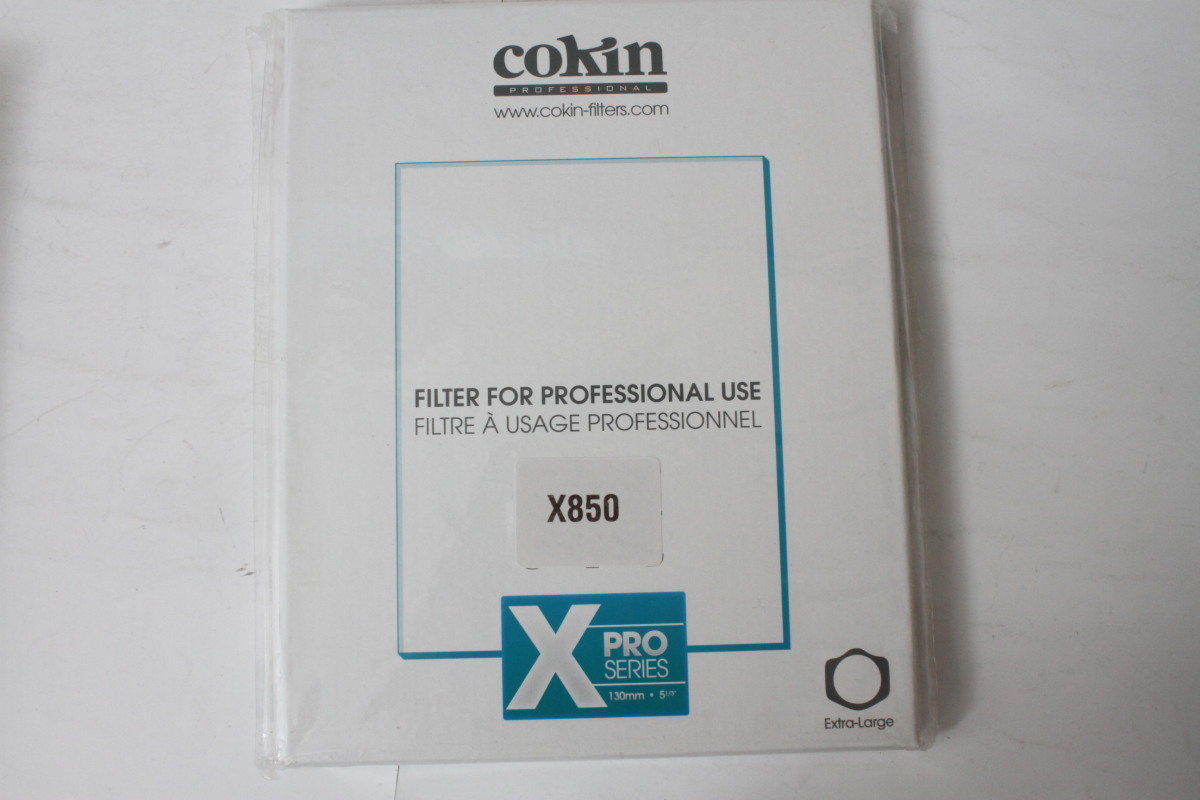 cokin
PROFESSIONAL
www.cokin-filters.com
FILTER FOR PROFESSIONAL USE
FILTRE À USAGE PROFESSIONNEL
X850
X PRO
SERIES
130mm • 5 1/7"
Extra-Large